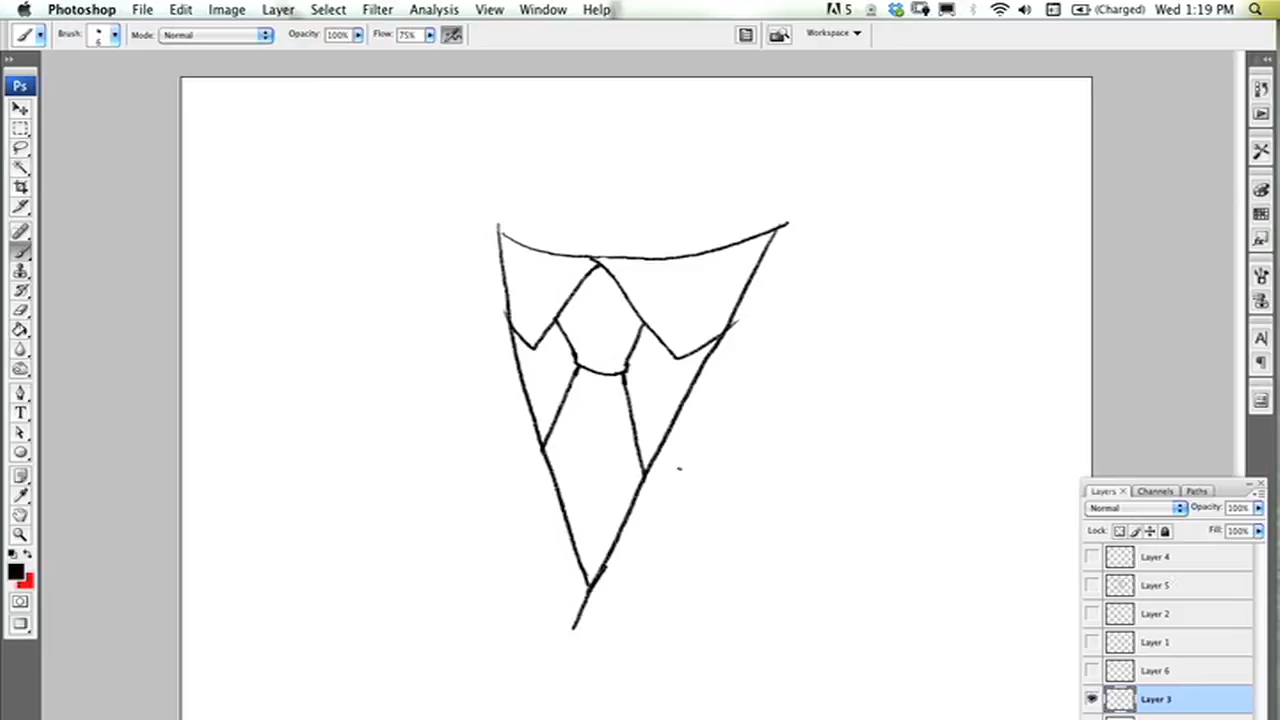 Photoshop File Edit Image Layer Select Filter Analysis View Window Help 5 (Charged) Wed 1:19 PM
Brush: 6 Mode: Normal Opacity: 100% Flow: 75% Workspace
Ps
T
A
Layers Channels Paths
Normal Opacity: 100%
Lock: Fill: 100%
Layer 4
Layer 5
Layer 2
Layer 1
Layer 6
Layer 3